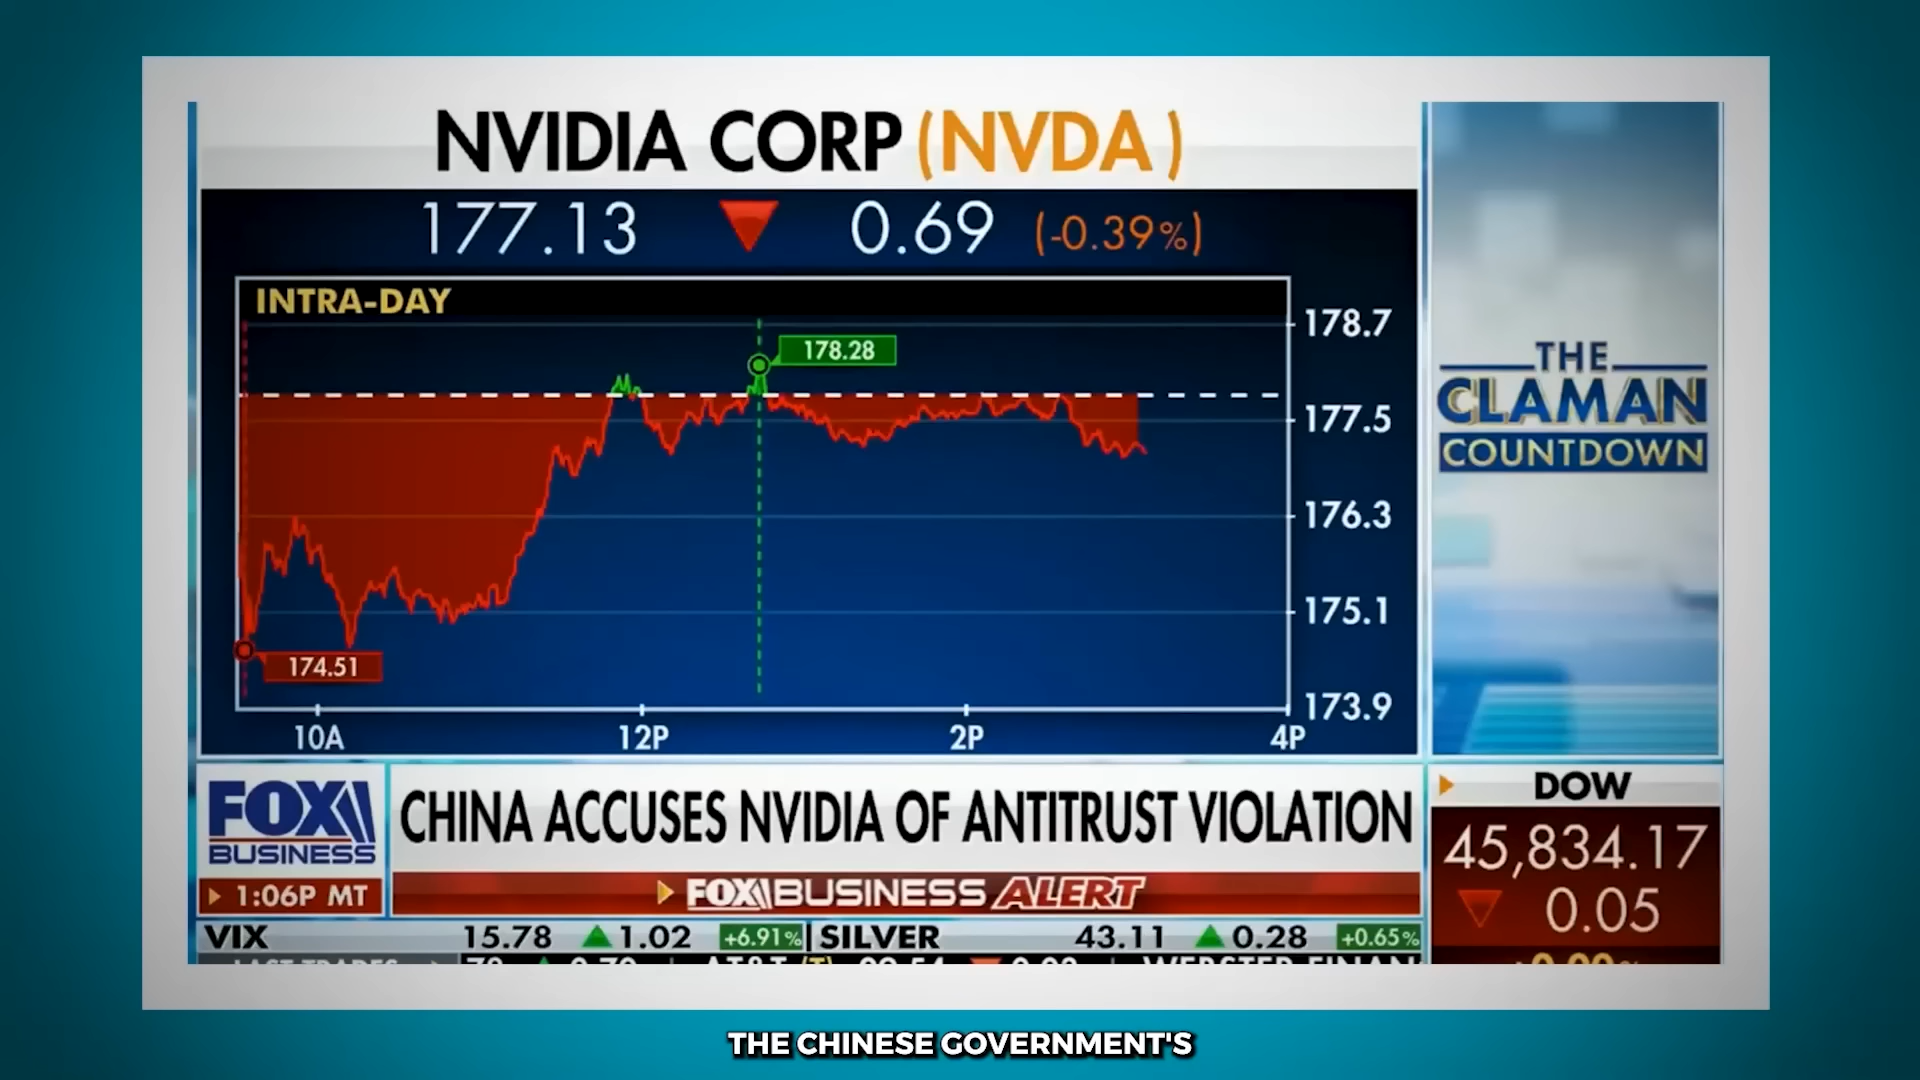 NVIDIA CORP (NVDA)
177.13 ▼ 0.69 (-0.39%)
INTRA-DAY
178.28
174.51
178.7
177.5
176.3
175.1
173.9
10A 12P 2P 4P
THE
CLAMAN
COUNTDOWN
FOX
BUSINESS
1:06P MT
CHINA ACCUSES NVIDIA OF ANTITRUST VIOLATION
FOX BUSINESS ALERT
DOW
45,834.17
▼ 0.05
VIX 15.78 ▲ 1.02 +6.91% SILVER 43.11 ▲ 0.28 +0.65%
THE CHINESE GOVERNMENT'S